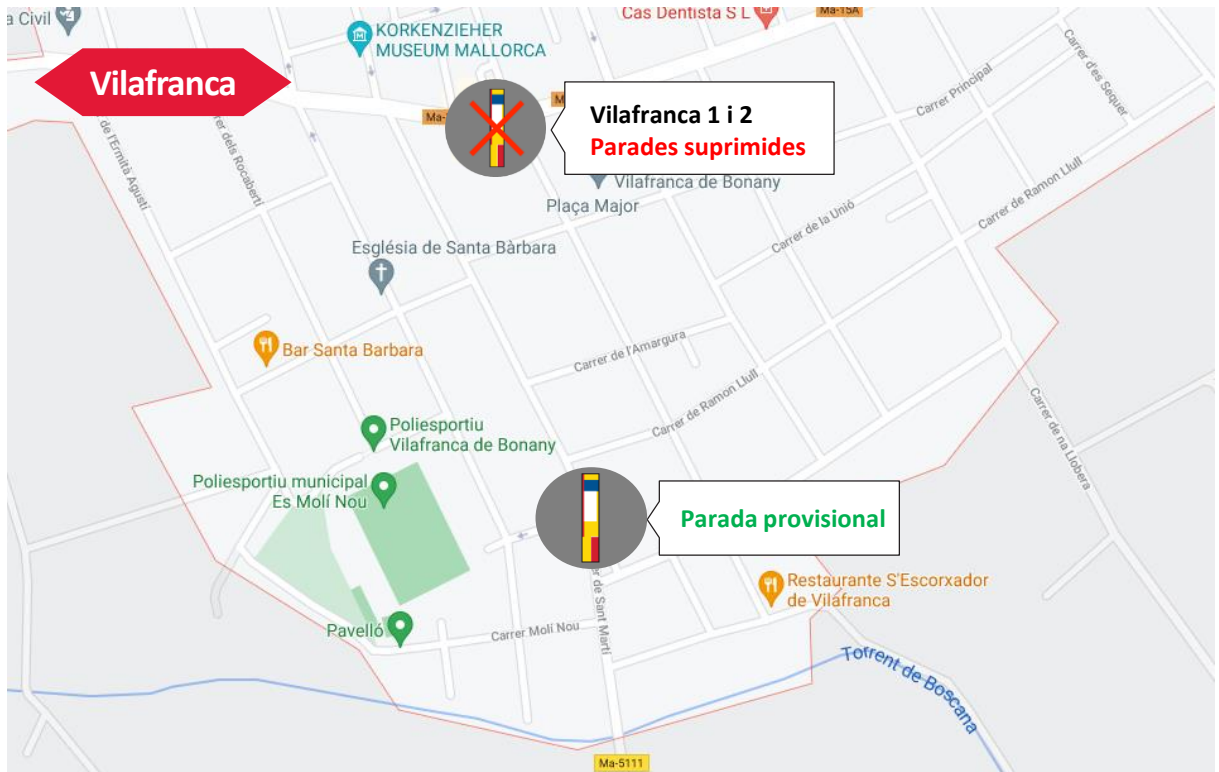 a Civil
KORKENZIEHER
MUSEUM MALLORCA
Cas Dentista S L
Ma-15A
Vilafranca
Carrer d'es Sequer
Carrer Principal
Ma-
M
Vilafranca 1 i 2
Parades suprimides
Vilafranca de Bonany
Plaça Major
de l'Ermità Agustí
rer dels Rocabertí
Carrer de la Unió
Carrer de Ramon Llull
Església de Santa Bàrbara
Bar Santa Barbara
Carrer de l'Amargura
Carrer de Ramon Llull
Carrer de na Llobera
Poliesportiu
Vilafranca de Bonany
Poliesportiu municipal
Es Molí Nou
Parada provisional
Restaurante S'Escorxador
de Vilafranca
er de Sant Martí
Pavelló
Carrer Molí Nou
Torrent de Boscana
Ma-5111